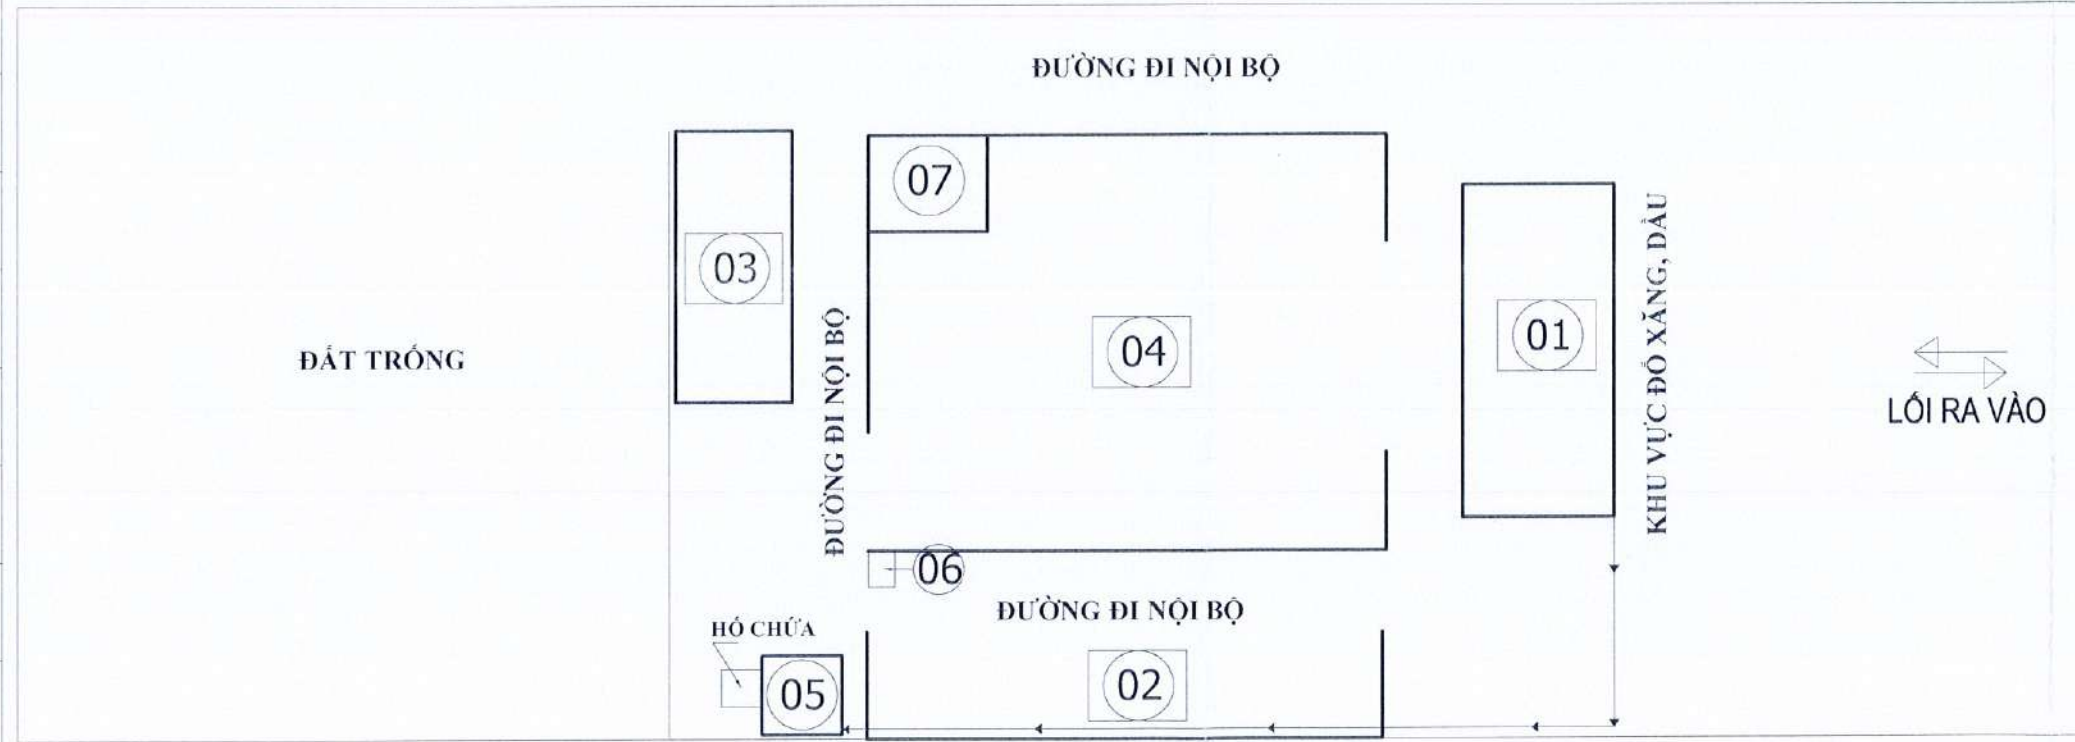 ĐƯỜNG ĐI NỘI BỘ
07
03
ĐẤT TRỐNG
ĐƯỜNG ĐI NỘI BỘ
04
01
KHU VỰC ĐỔ XĂNG, DẦU
LỐI RA VÀO
06
ĐƯỜNG ĐI NỘI BỘ
HỐ CHỨA
05
02